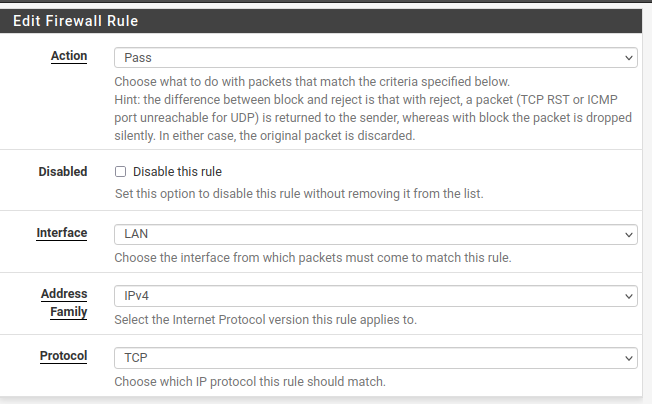 Edit Firewall Rule
Action
Pass
Choose what to do with packets that match the criteria specified below.
Hint: the difference between block and reject is that with reject, a packet (TCP RST or ICMP
port unreachable for UDP) is returned to the sender, whereas with block the packet is dropped
silently. In either case, the original packet is discarded.
Disabled
Disable this rule
Set this option to disable this rule without removing it from the list.
Interface
LAN
Choose the interface from which packets must come to match this rule.
Address
Family
IPv4
Select the Internet Protocol version this rule applies to.
Protocol
TCP
Choose which IP protocol this rule should match.